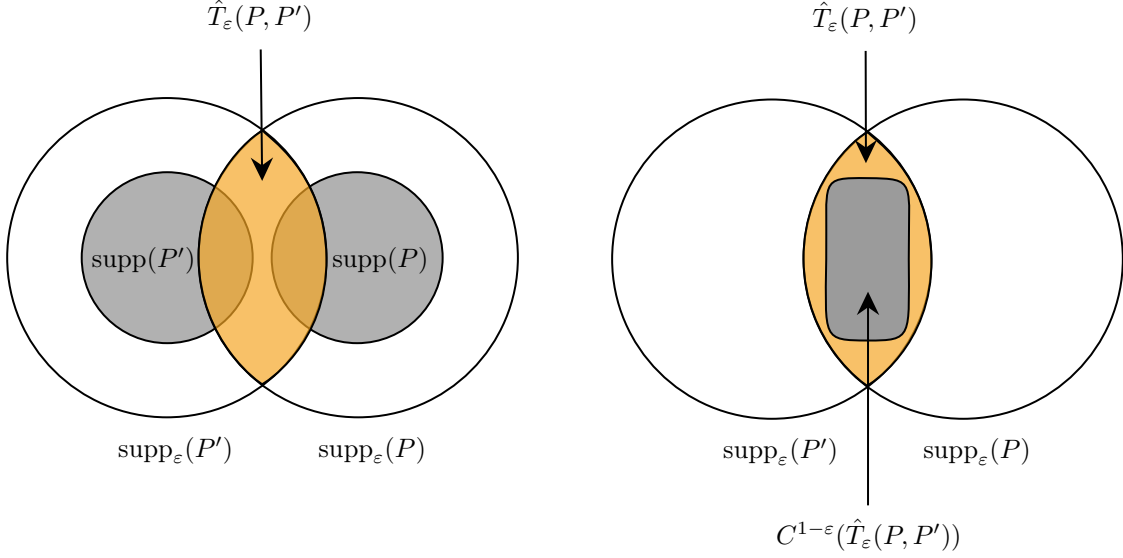 T̂_ε(P, P′)
supp(P′)
supp(P)
supp_ε(P′)
supp_ε(P)
T̂_ε(P, P′)
supp_ε(P′)
supp_ε(P)
C^{1−ε}(T̂_ε(P, P′))